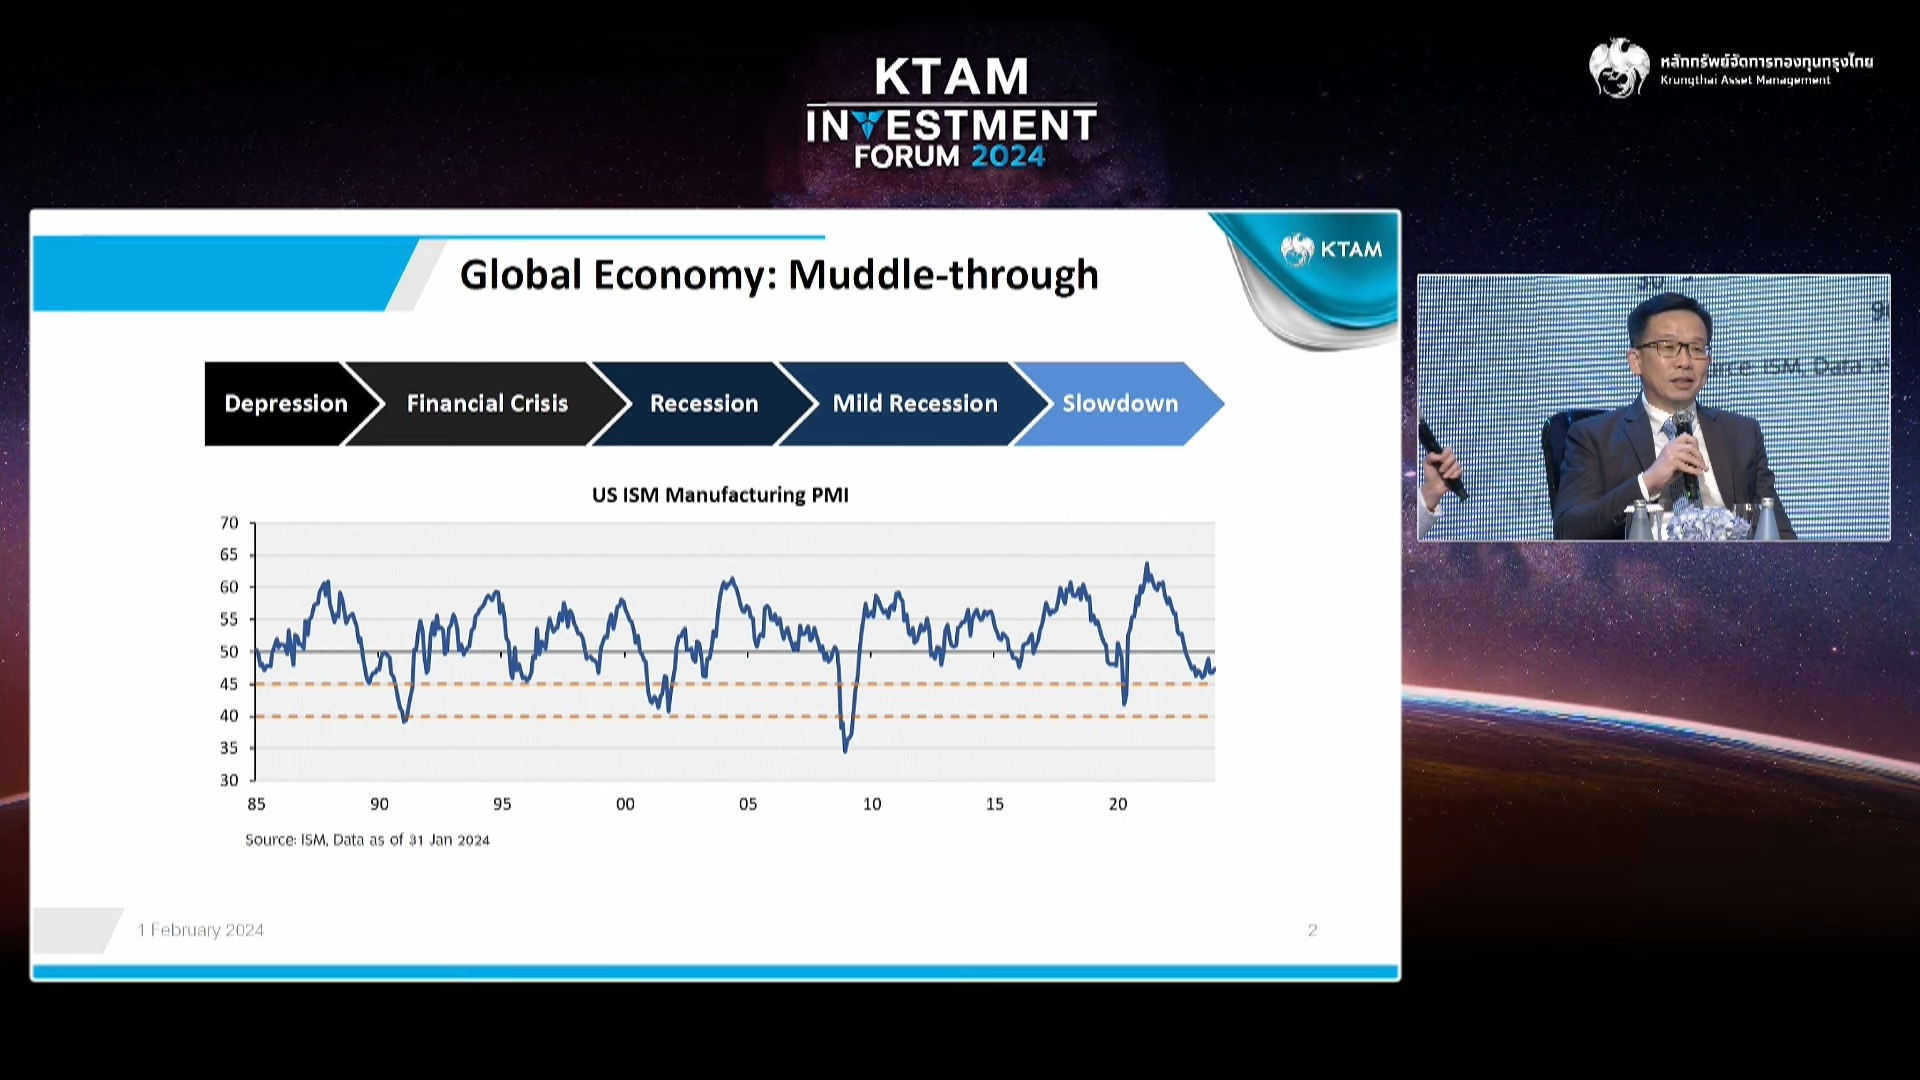 KTAM
INVESTMENT
FORUM 2024
หลักทรัพย์จัดการกองทุนกรุงไทย
Krungthai Asset Management
KTAM
Global Economy: Muddle-through
Depression
Financial Crisis
Recession
Mild Recession
Slowdown
US ISM Manufacturing PMI
70
65
60
55
50
45
40
35
30
85 90 95 00 05 10 15 20
Source: ISM, Data as of 31 Jan 2024
1 February 2024
2
ISM, Data as